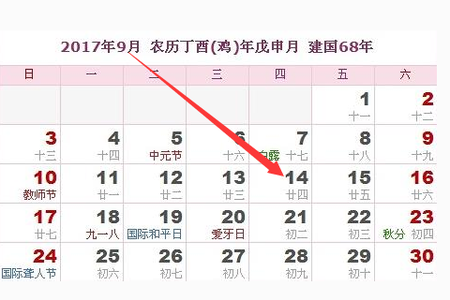 2017年9月 农历丁酉(鸡)年戊申月 建国68年
日 一 二 三 四 五 六
1 2
十一 十二
3 4 5 6 7 8 9
十三 十四 中元节 十六 白露 十七 十八 十九
10 11 12 13 14 15 16
教师节 廿一 廿二 廿三 廿四 廿五 廿六
17 18 19 20 21 22 23
廿七 九一八 国际和平日 爱牙日 初二 初三 秋分 初四
24 25 26 27 28 29 30
国际聋人节 初六 初七 初八 初九 初十 十一